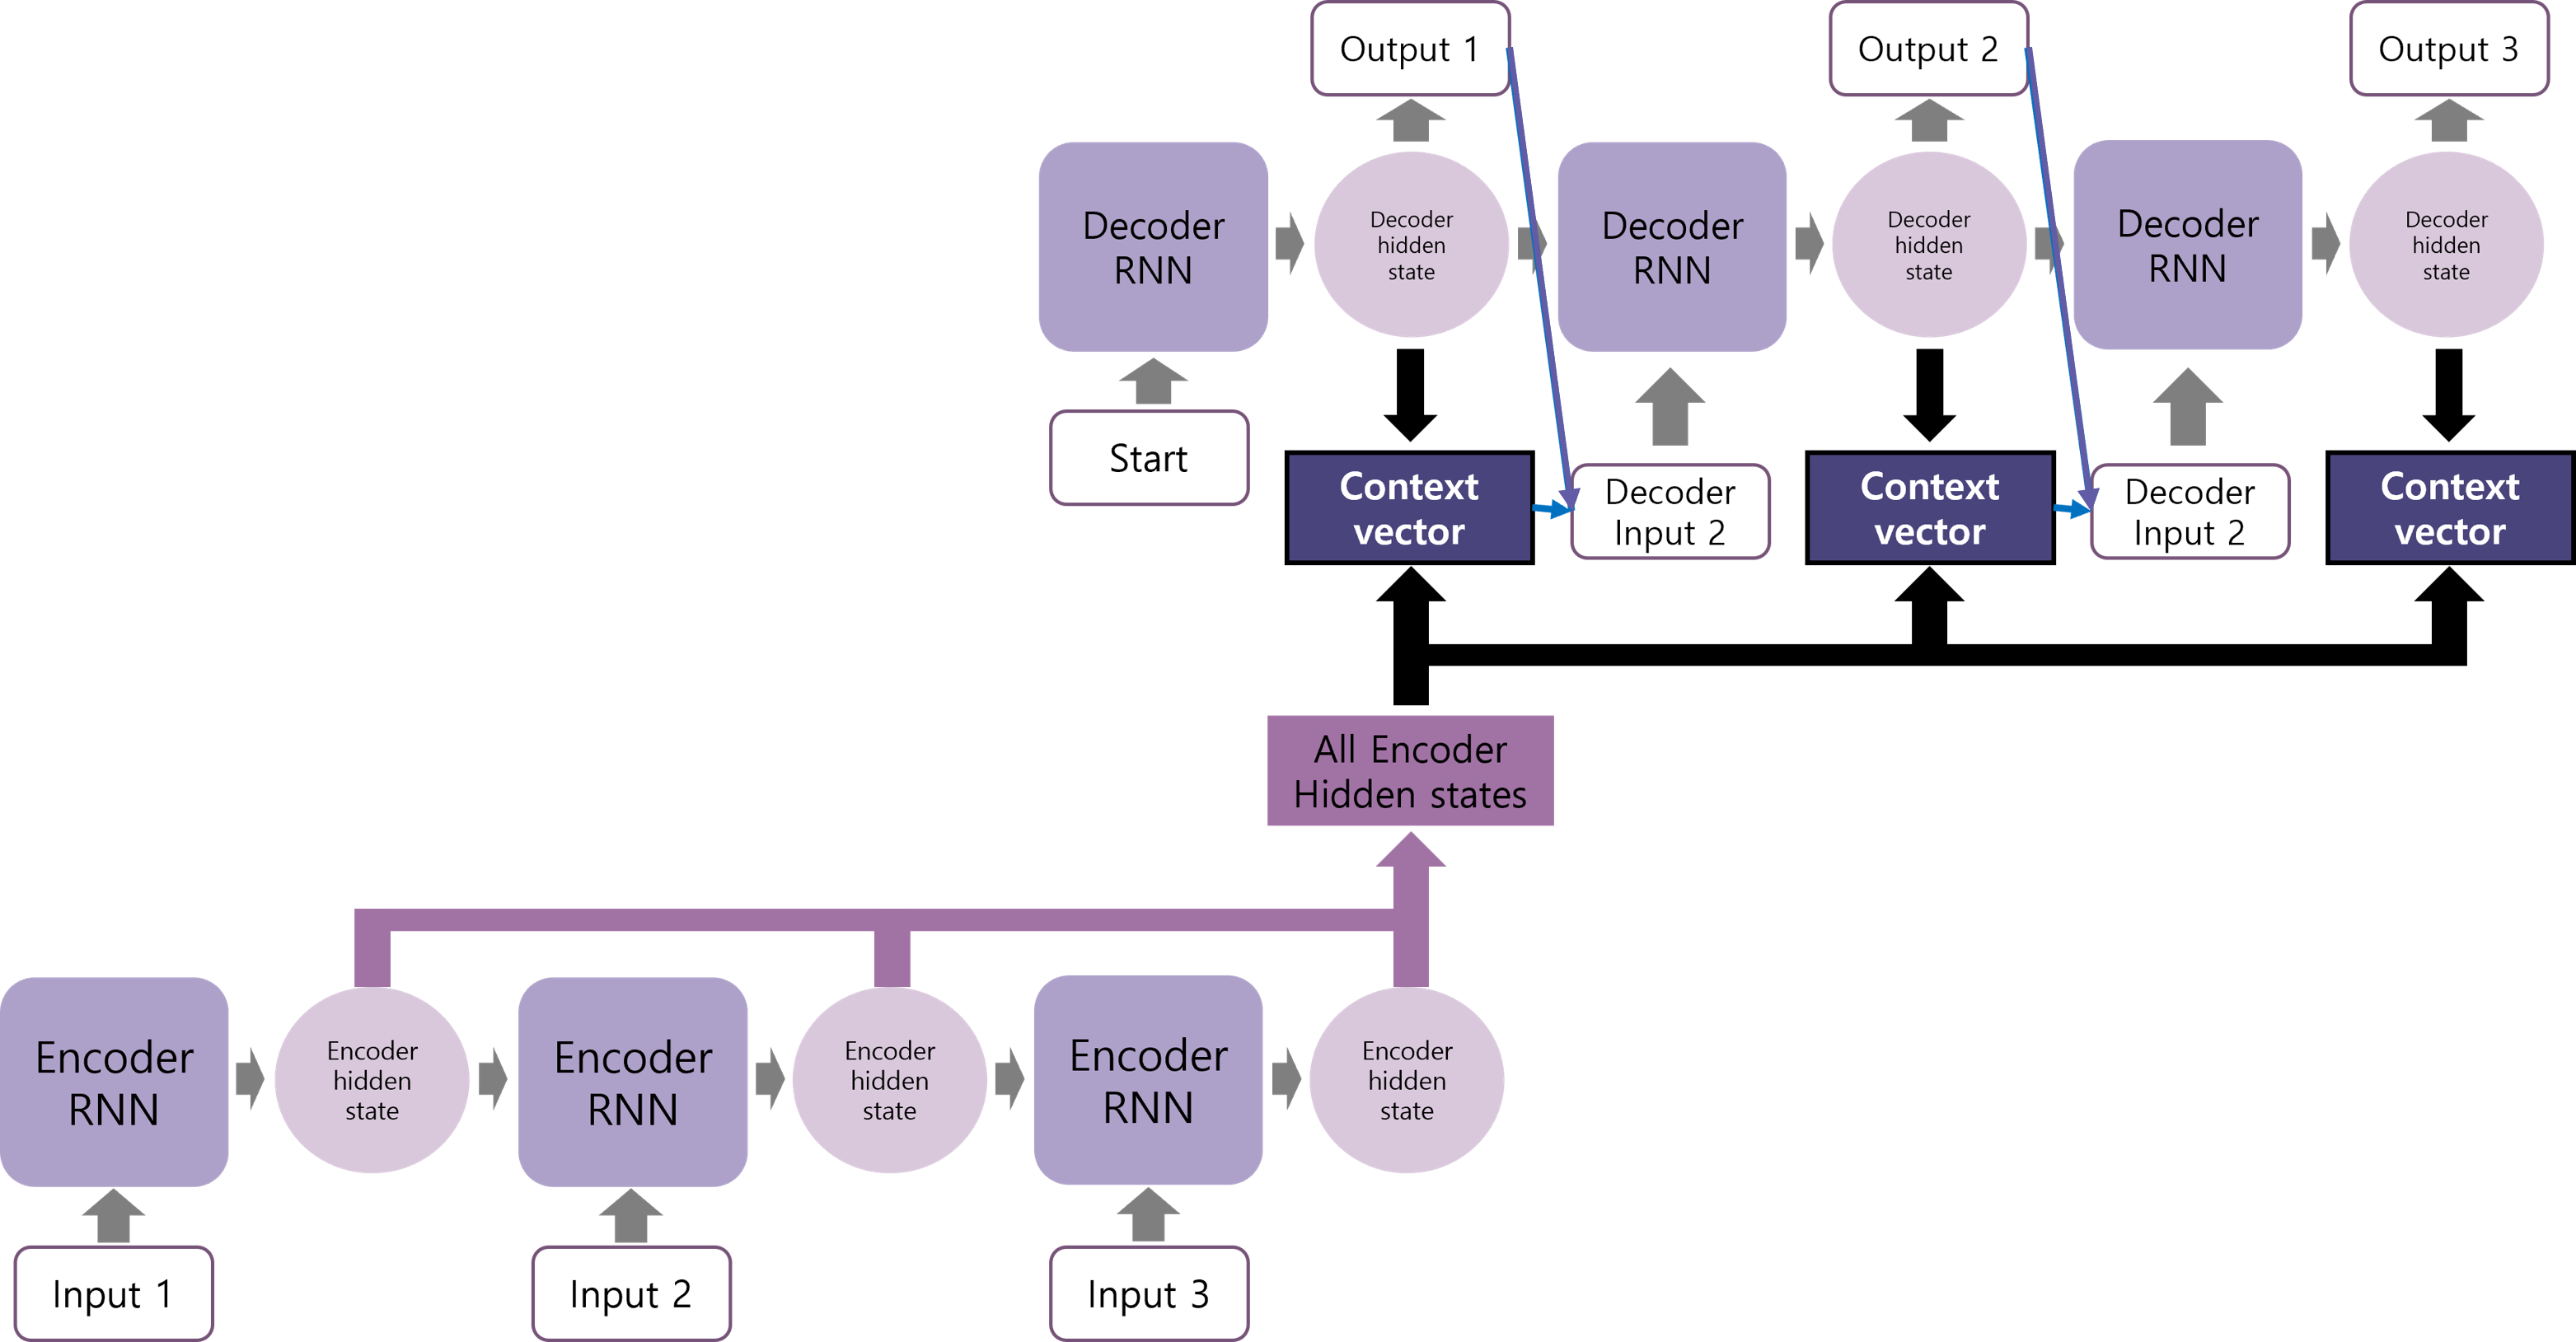 Output 1
Output 2
Output 3
Decoder
RNN
Decoder
hidden
state
Decoder
RNN
Decoder
hidden
state
Decoder
RNN
Decoder
hidden
state
Start
Context
vector
Decoder
Input 2
Context
vector
Decoder
Input 2
Context
vector
All Encoder
Hidden states
Encoder
RNN
Encoder
hidden
state
Encoder
RNN
Encoder
hidden
state
Encoder
RNN
Encoder
hidden
state
Input 1
Input 2
Input 3